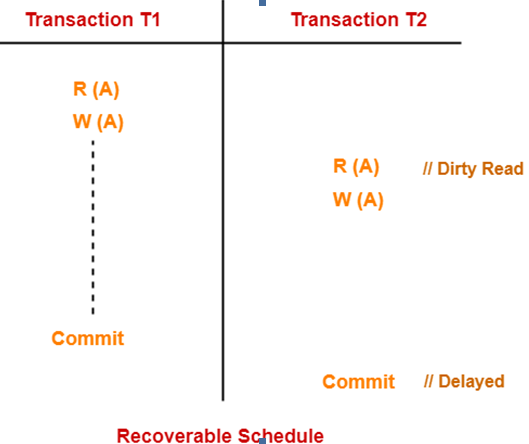 Transaction T1 Transaction T2
R (A)
W (A)
R (A) // Dirty Read
W (A)
Commit
Commit // Delayed
Recoverable Schedule